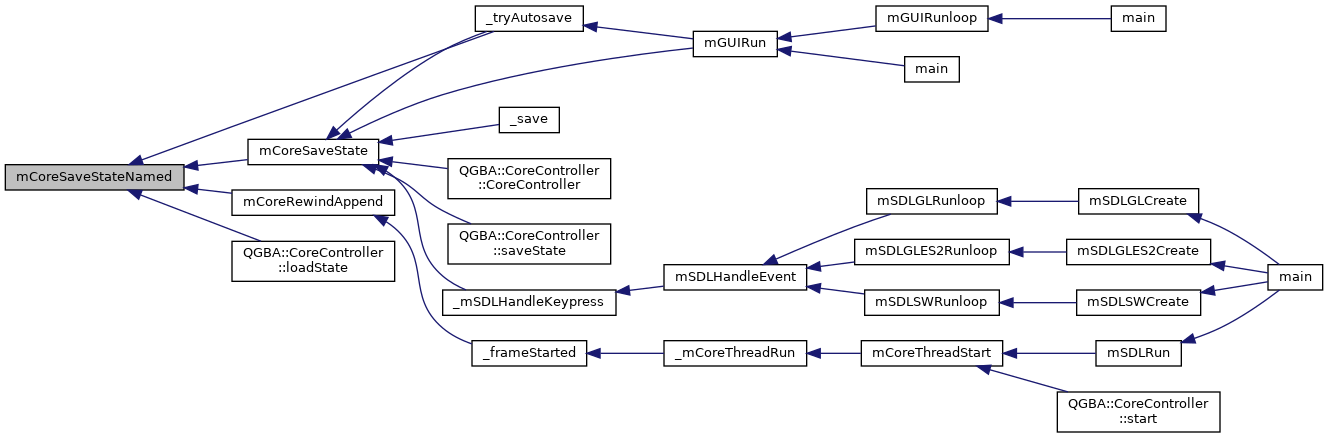 _tryAutosave
mGUIRunloop
main
mGUIRun
main
_save
mCoreSaveState
QGBA::CoreController
::CoreController
mCoreSaveStateNamed
mCoreRewindAppend
mSDLGLRunloop
mSDLGLCreate
QGBA::CoreController
::saveState
QGBA::CoreController
::loadState
mSDLGLES2Runloop
mSDLGLES2Create
mSDLHandleEvent
main
_mSDLHandleKeypress
mSDLSWRunloop
mSDLSWCreate
_frameStarted
_mCoreThreadRun
mCoreThreadStart
mSDLRun
QGBA::CoreController
::start